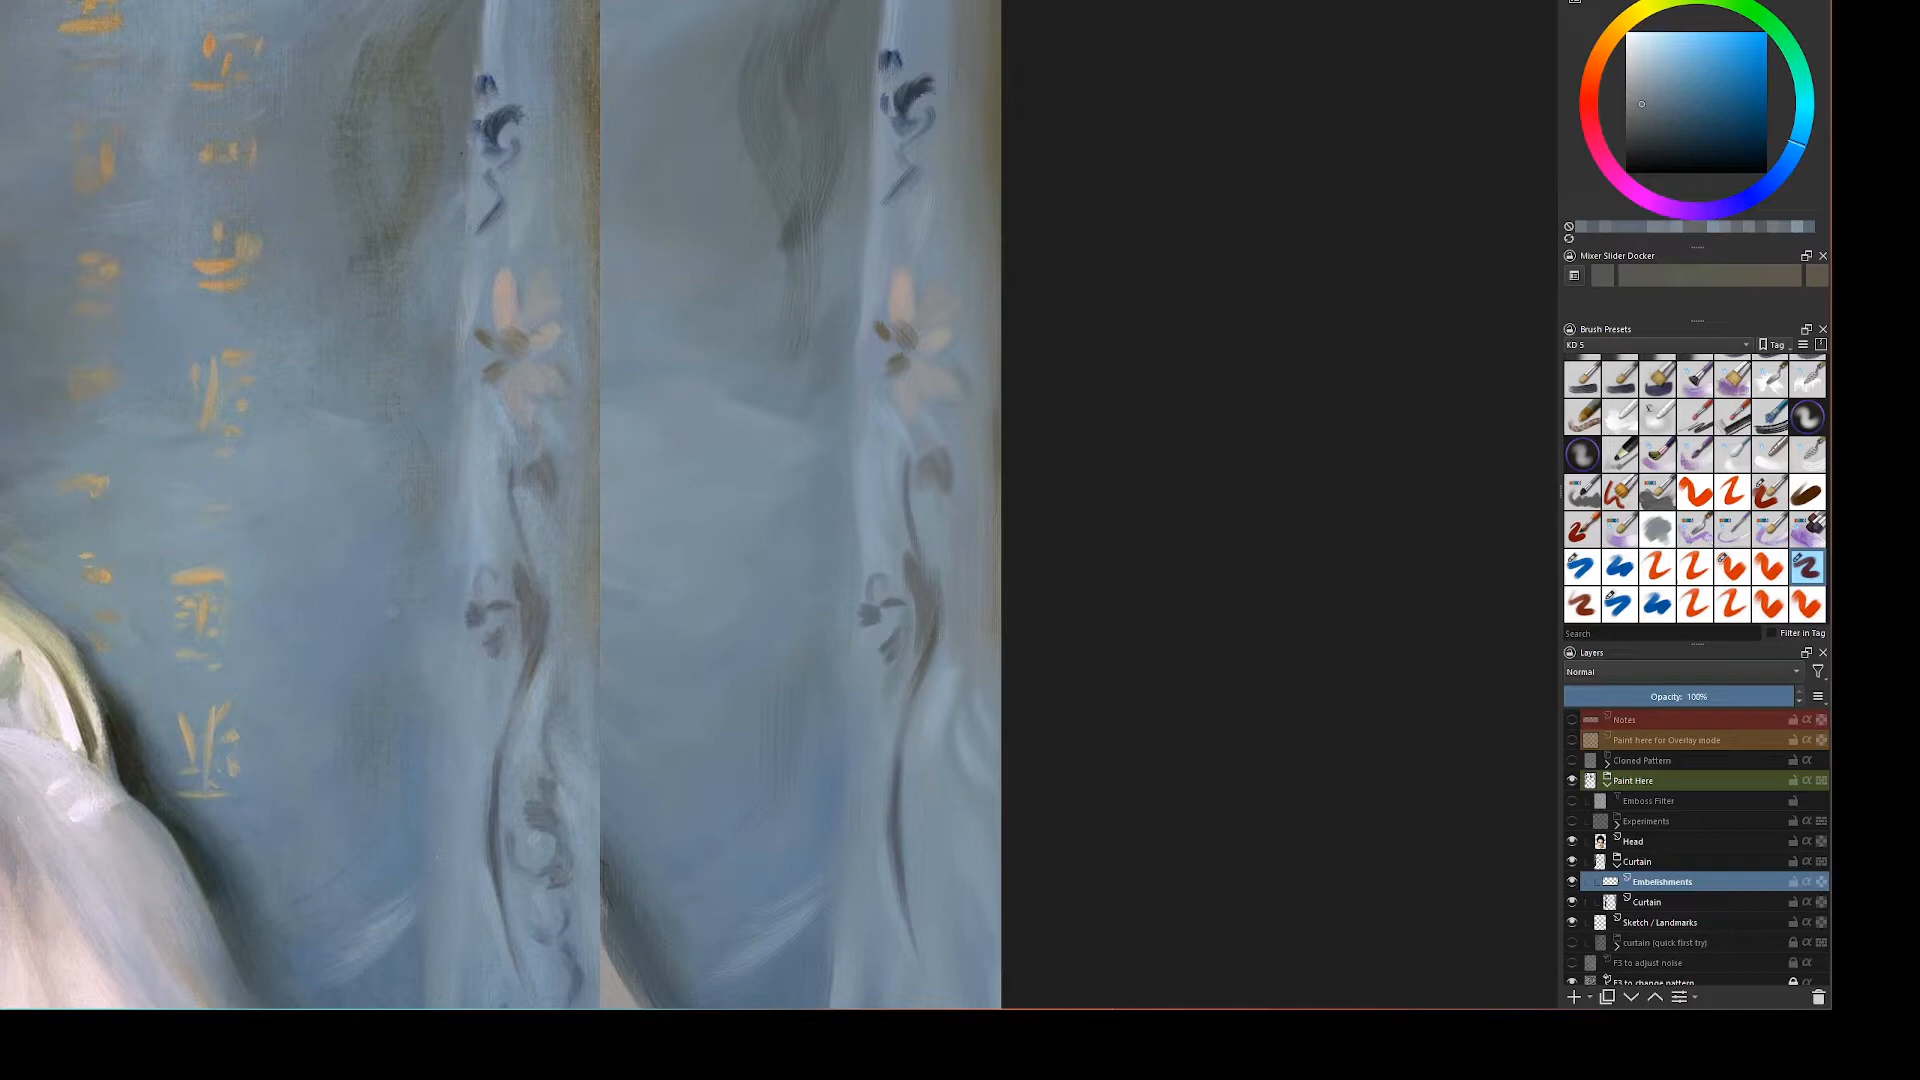 Mixer Slider Docker
Brush Presets
KD 5
Tag
Search
Filter in Tag
Layers
Normal
Opacity: 100%
Notes
Paint here for Overlay mode
Cloned Pattern
Paint Here
Emboss Filter
Experiments
Head
Curtain
Embelishments
Curtain
Sketch / Landmarks
curtain (quick first try)
F3 to adjust noise
F3 to change pattern